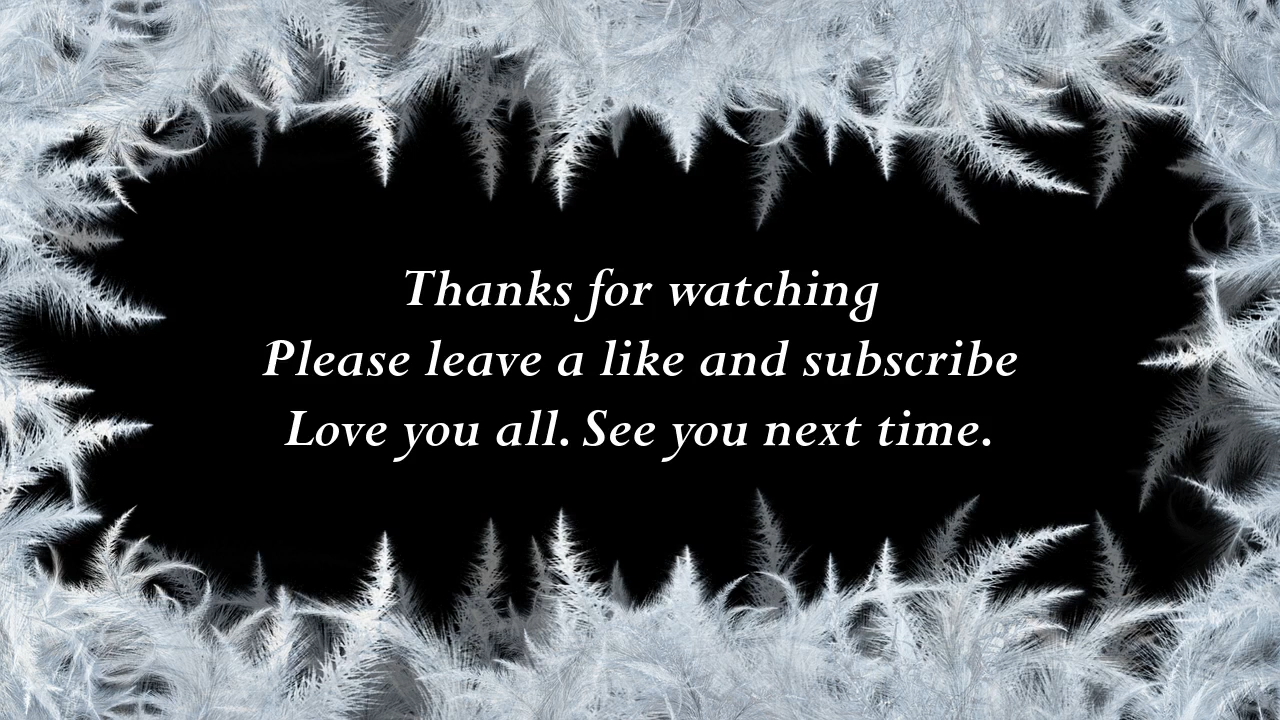 Thanks for watching
Please leave a like and subscribe
Love you all. See you next time.